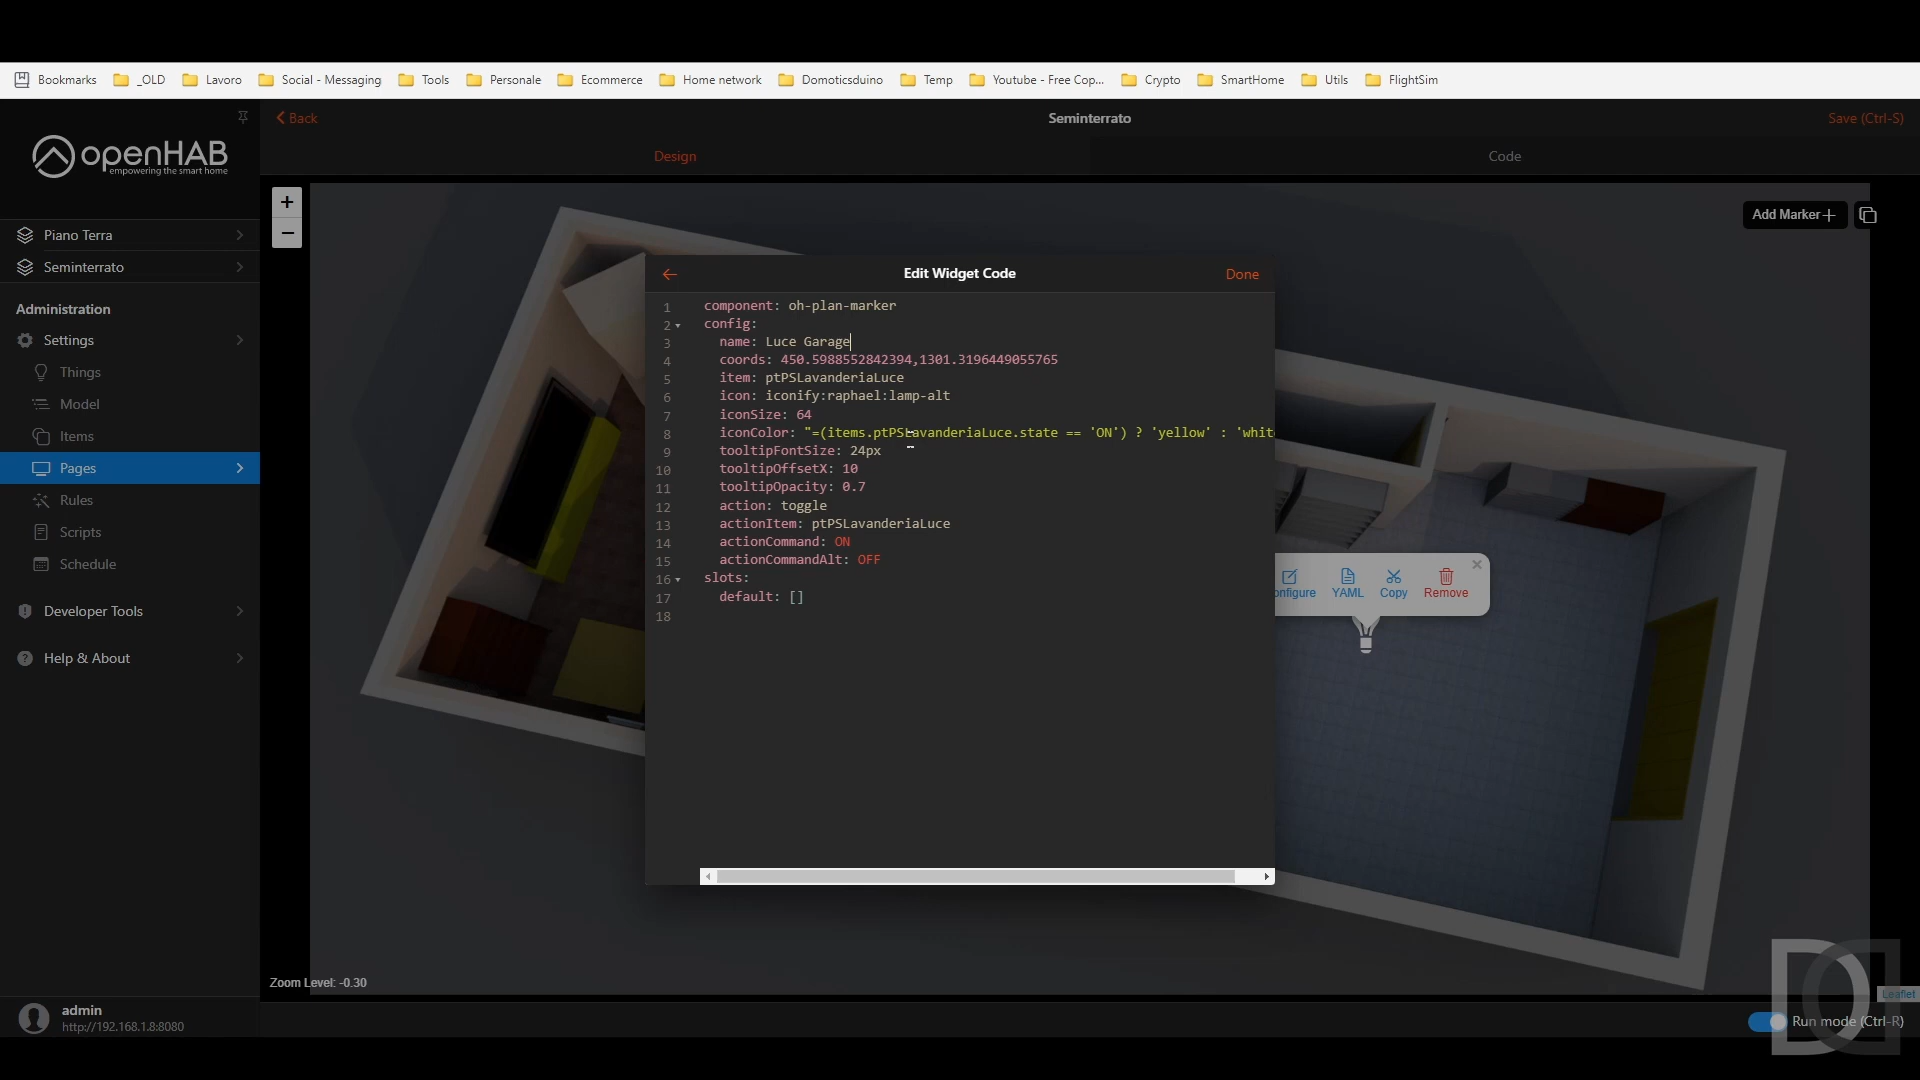 Bookmarks _OLD Lavoro Social - Messaging Tools Personale Ecommerce Home network Domoticsduino Temp Youtube - Free Cop... Crypto SmartHome Utils FlightSim
openHAB
empowering the smart home
Back
Seminterrato
Save (Ctrl-S)
Design
Code
+
−
Add Marker
Piano Terra
Seminterrato
Administration
Settings
Things
Model
Items
Pages
Rules
Scripts
Schedule
Developer Tools
Help & About
admin
http://192.168.1.8:8080
Edit Widget Code
Done
1 component: oh-plan-marker
2 config:
3 name: Luce Garage
4 coords: 450.5988552842394,1301.3196449055765
5 item: ptPSLavanderiaLuce
6 icon: iconify:raphael:lamp-alt
7 iconSize: 64
8 iconColor: "=(items.ptPSLavanderiaLuce.state == 'ON') ? 'yellow' : 'whit
9 tooltipFontSize: 24px
10 tooltipOffsetX: 10
11 tooltipOpacity: 0.7
12 action: toggle
13 actionItem: ptPSLavanderiaLuce
14 actionCommand: ON
15 actionCommandAlt: OFF
16 slots:
17 default: []
18
onfigure YAML Copy Remove
Zoom Level: -0.30
Leaflet
Run mode (Ctrl-R)